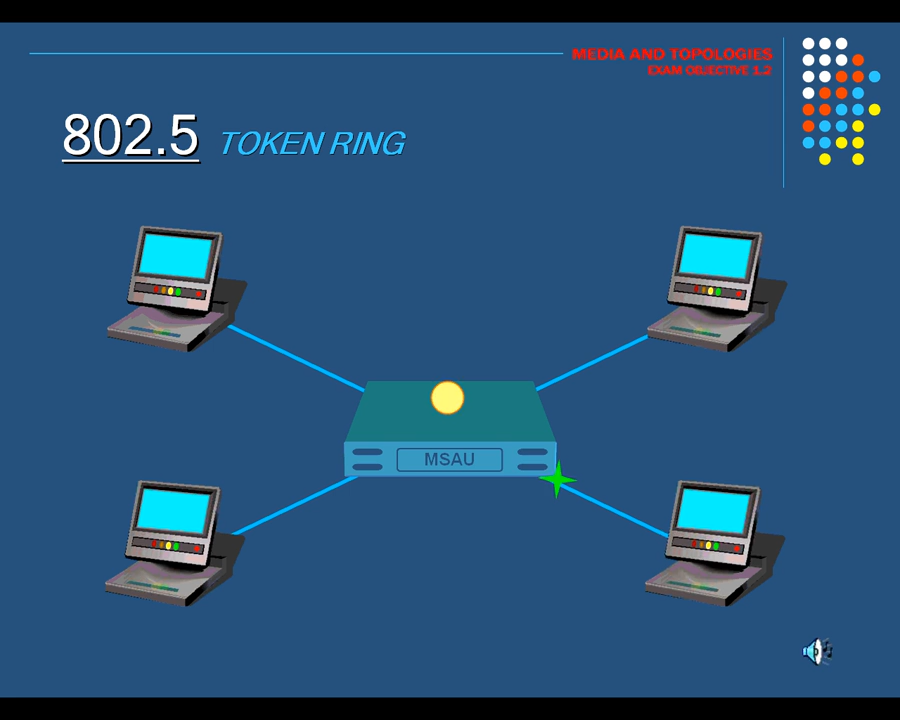 MEDIA AND TOPOLOGIES
EXAM OBJECTIVE 1.2
802.5 TOKEN RING
MSAU